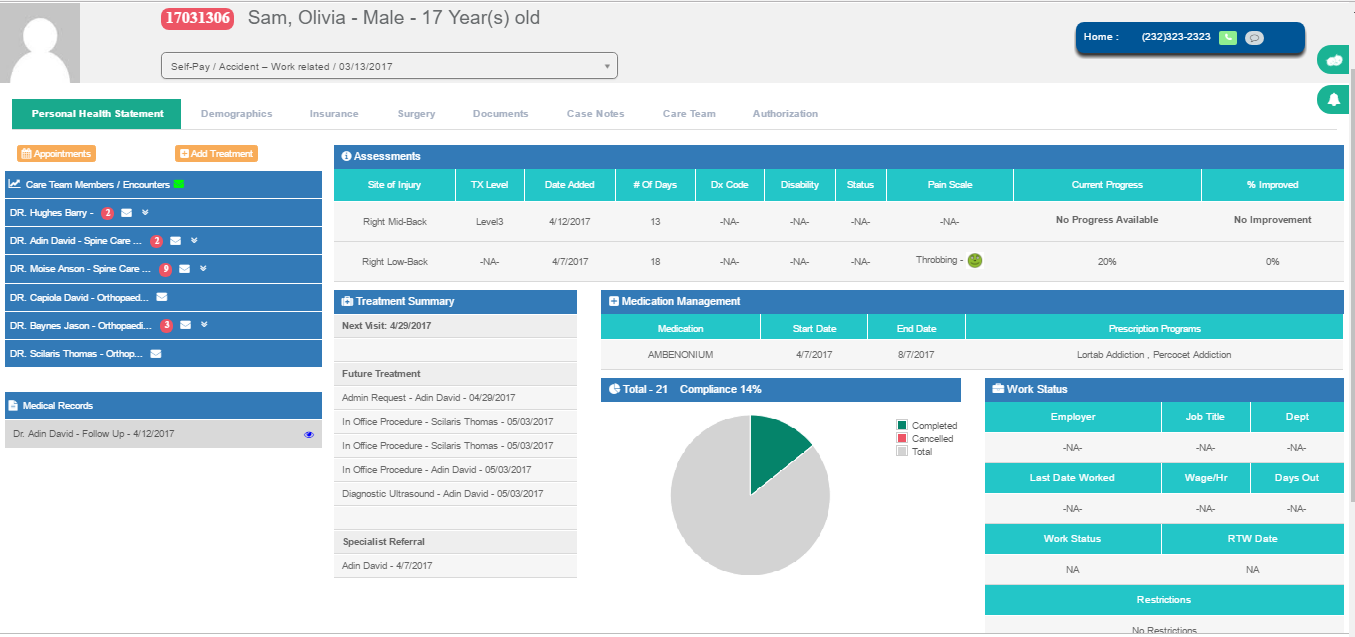 17031306 Sam, Olivia - Male - 17 Year(s) old
Home : (232)323-2323
Self-Pay / Accident – Work related / 03/13/2017
Personal Health Statement Demographics Insurance Surgery Documents Case Notes Care Team Authorization
Appointments Add Treatment
Care Team Members / Encounters
DR. Hughes Barry - 2
DR. Adin David - Spine Care ... 2
DR. Moise Anson - Spine Care ... 9
DR. Capiola David - Orthopaed...
DR. Baynes Jason - Orthopaedi... 3
DR. Scilaris Thomas - Orthop...
Medical Records
Dr. Adin David - Follow Up - 4/12/2017
Assessments
Site of Injury TX Level Date Added # Of Days Dx Code Disability Status Pain Scale Current Progress % Improved
Right Mid-Back Level3 4/12/2017 13 -NA- -NA- -NA- -NA- No Progress Available No Improvement
Right Low-Back -NA- 4/7/2017 18 -NA- -NA- -NA- Throbbing - 20% 0%
Treatment Summary
Next Visit: 4/29/2017
Future Treatment
Admin Request - Adin David - 04/29/2017
In Office Procedure - Scilaris Thomas - 05/03/2017
In Office Procedure - Scilaris Thomas - 05/03/2017
In Office Procedure - Adin David - 05/03/2017
Diagnostic Ultrasound - Adin David - 05/03/2017
Specialist Referral
Adin David - 4/7/2017
Medication Management
Medication Start Date End Date Prescription Programs
AMBENONIUM 4/7/2017 8/7/2017 Lortab Addiction , Percocet Addiction
Total - 21 Compliance 14%
Completed
Cancelled
Total
Work Status
Employer Job Title Dept
-NA- -NA- -NA-
Last Date Worked Wage/Hr Days Out
-NA- -NA- -NA-
Work Status RTW Date
NA NA
Restrictions
No Restrictions